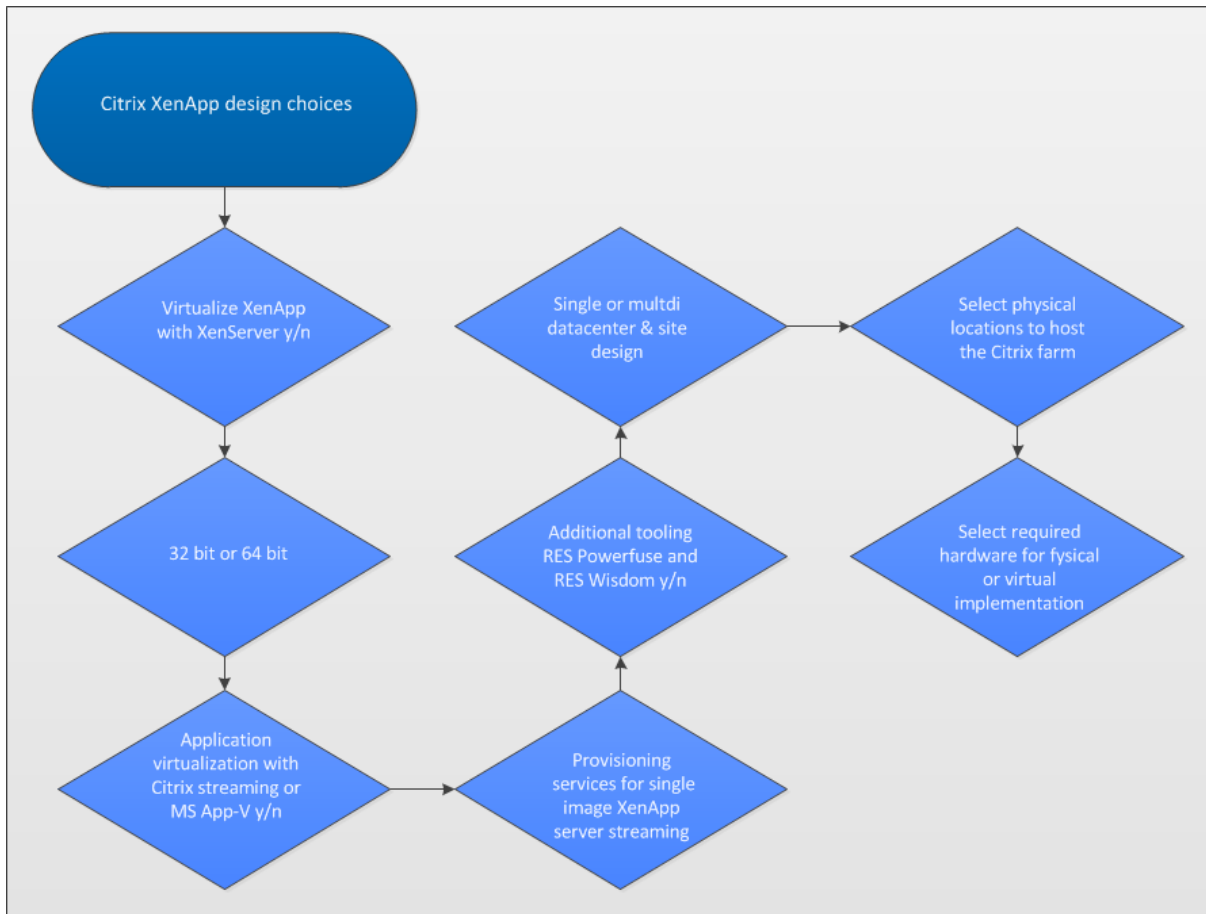 Citrix XenApp design choices
Virtualize XenApp
with XenServer y/n
32 bit or 64 bit
Application
virtualization with
Citrix streaming or
MS App-V y/n
Provisioning
services for single
image XenApp
server streaming
Additional tooling
RES Powerfuse and
RES Wisdom y/n
Single or multdi
datacenter & site
design
Select physical
locations to host
the Citrix farm
Select required
hardware for fysical
or virtual
implementation